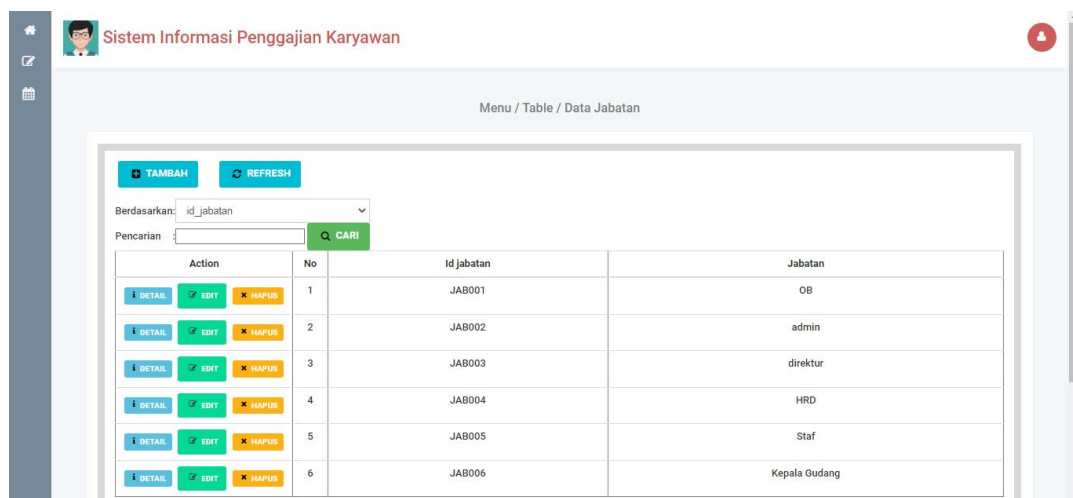 Sistem Informasi Penggajian Karyawan
Menu / Table / Data Jabatan
TAMBAH REFRESH
Berdasarkan: id_jabatan
Pencarian : CARI
Action No Id jabatan Jabatan
DETAIL EDIT HAPUS 1 JAB001 OB
DETAIL EDIT HAPUS 2 JAB002 admin
DETAIL EDIT HAPUS 3 JAB003 direktur
DETAIL EDIT HAPUS 4 JAB004 HRD
DETAIL EDIT HAPUS 5 JAB005 Staf
DETAIL EDIT HAPUS 6 JAB006 Kepala Gudang